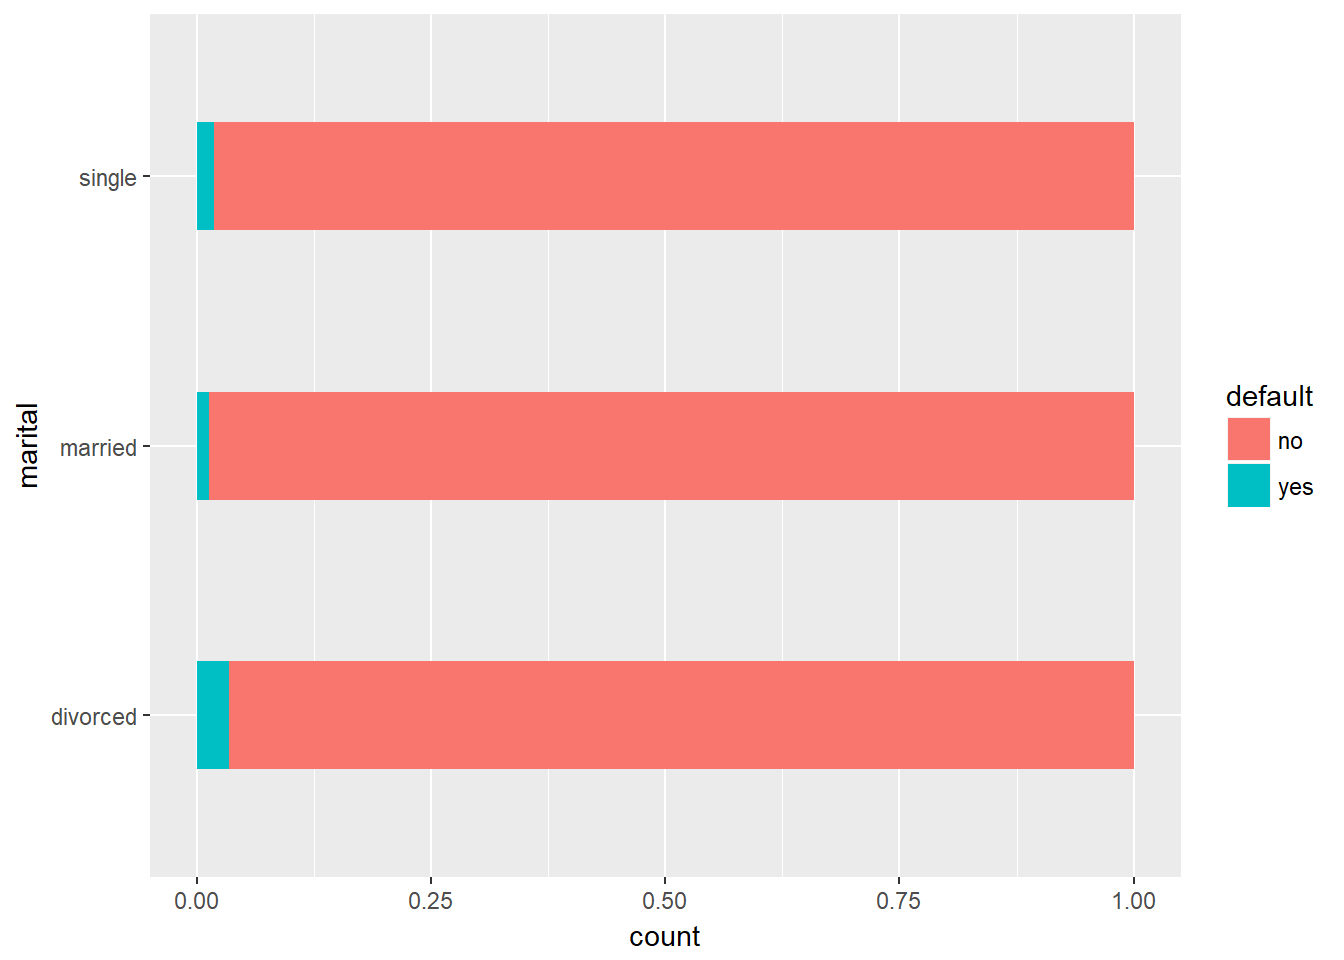 marital
single
married
divorced
0.00 0.25 0.50 0.75 1.00
count
default
no
yes